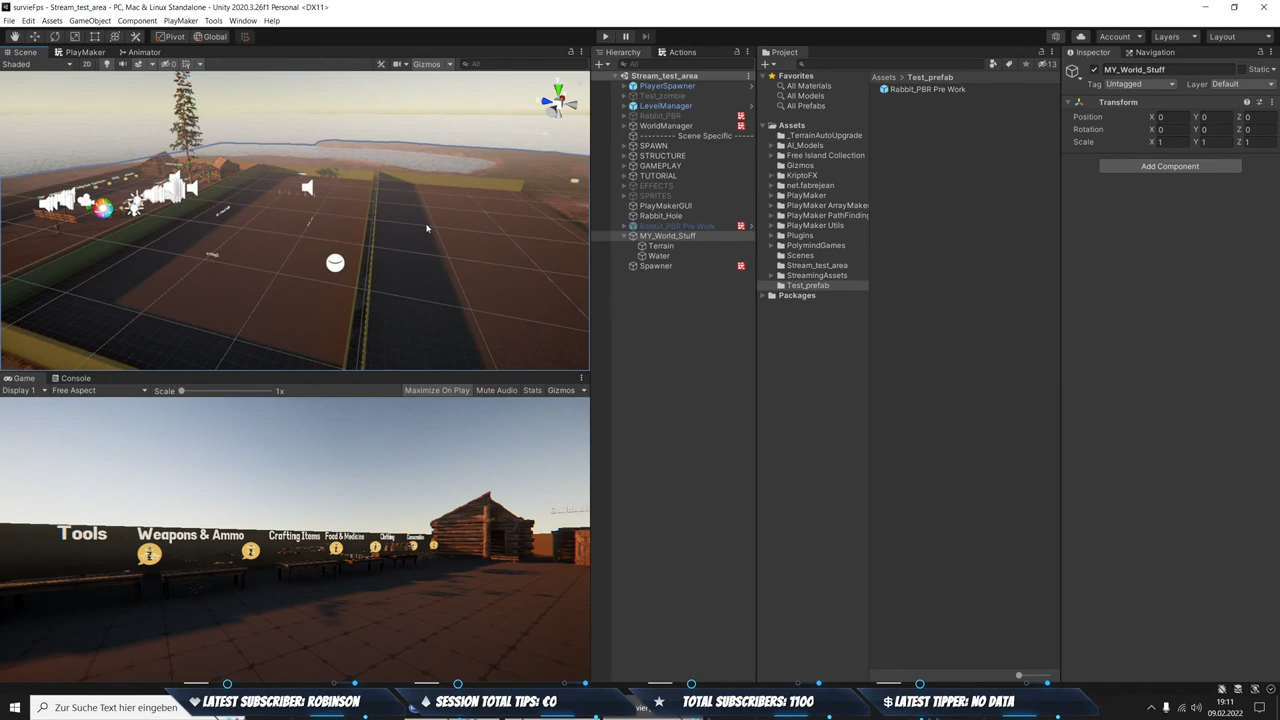 survieFps - Stream_test_area - PC, Mac & Linux Standalone - Unity 2020.3.26f1 Personal <DX11>
File Edit Assets GameObject Component PlayMaker Tools Window Help
Pivot Global Account Layers Layout
Scene PlayMaker Animator
Shaded 2D 0 Gizmos All
Hierarchy Actions
All
Stream_test_area
PlayerSpawner
Test_zombie
LevelManager
Rabbit_PBR
WorldManager
--------- Scene Specific -----
SPAWN
STRUCTURE
GAMEPLAY
TUTORIAL
EFFECTS
SPRITES
PlayMakerGUI
Rabbit_Hole
Rabbit_PBR Pre Work
MY_World_Stuff
Terrain
Water
Spawner
Project
13
Favorites
All Materials
All Models
All Prefabs
Assets
_TerrainAutoUpgrade
AI_Models
Free Island Collection
Gizmos
KriptoFX
net.fabrejean
PlayMaker
PlayMaker ArrayMake
PlayMaker PathFinding
PlayMaker Utils
Plugins
PolymindGames
Scenes
Stream_test_area
StreamingAssets
Test_prefab
Packages
Assets Test_prefab
Rabbit_PBR Pre Work
Inspector Navigation
MY_World_Stuff Static
Tag Untagged Layer Default
Transform
Position X 0 Y 0 Z 0
Rotation X 0 Y 0 Z 0
Scale X 1 Y 1 Z 1
Add Component
Game Console
Display 1 Free Aspect Scale 1x Maximize On Play Mute Audio Stats Gizmos
Tools Weapons & Ammo Crafting Items Food & Medicine Clothing
LATEST SUBSCRIBER: ROBINSON SESSION TOTAL TIPS: €0 TOTAL SUBSCRIBERS: 1100 LATEST TIPPER: NO DATA
Zur Suche Text hier eingeben
19:11
09.02.2022